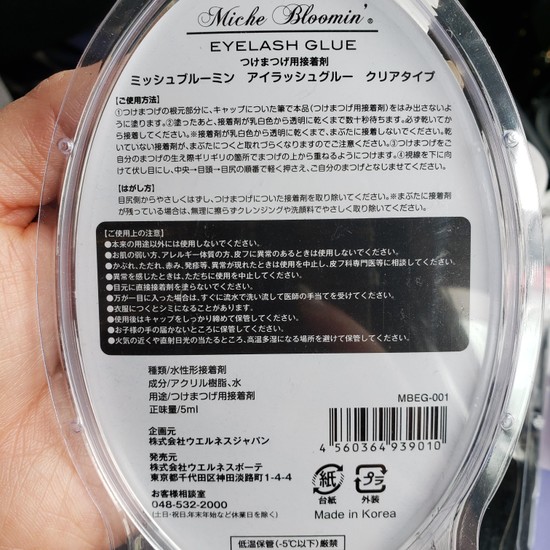 Miche Bloomin'®
EYELASH GLUE
つけまつげ用接着剤
ミッシュブルーミン アイラッシュグルー クリアタイプ
【ご使用方法】
①つけまつげの根元部分に、キャップについた筆で本品(つけまつげ用接着剤)をはみ出さない
ように塗ります。②塗ったあと、接着剤が乳白色から透明に乾くまで数十秒待ちます。必ず乾いてか
ら接着してください。※接着剤が乳白色から透明に乾くまで、まぶたに接着しないでください。乾
いていない接着剤が、まぶたにつくと取れづらくなりますのでご注意ください。③つけまつげをご
自分のまつげの生え際ギリギリの箇所でまつげの上から重ねるようにつけます。④視線を下に向
けて伏し目にし、中央→目頭→目尻の順番で軽く押さえ、ご自分のまつげとなじませてください。
【はがし方】
目尻側からやさしくはずし、つけまつげについた接着剤を取り除いてください。※まぶたに接着剤
が残っている場合は、無理に擦らずクレンジングや洗顔料でやさしく取り除いてください。
【ご使用上の注意】
●本来の用途以外には使用しないでください。
●お肌の弱い方、アレルギー体質の方、皮フに異常のあるときは使用しないでください。
●かぶれ、ただれ、赤み、発疹等、異常が現れたときは使用を中止し、皮フ科専門医等に相談してください。
●異常を感じたときは、ただちに使用を中止してください。
●目元に直接接着剤を塗らないでください。
●万が一目に入った場合は、すぐに流水で洗い流して医師の手当てを受けてください。
●衣服につくとシミになることがあります。
●使用後はキャップをしっかり締めて保管してください。
●お子様の手の届かないところに保管してください。
●火気の近くや直射日光の当たるところ、高温多湿になる場所を避けて保管してください。
種類/水性形接着剤
成分/アクリル樹脂、水
用途/つけまつげ用接着剤
正味量/5ml
MBEG-001
企画元
株式会社ウエルネスジャパン
発売元
株式会社ウエルネスボーテ
東京都千代田区神田淡路町1-4-4
お客様相談室
048-532-2000
(土・日・祝日、年末年始など休業日を除く)
4 560364 939010
紙
台紙
プラ
外装
Made in Korea
低温保管(-5℃以下)厳禁